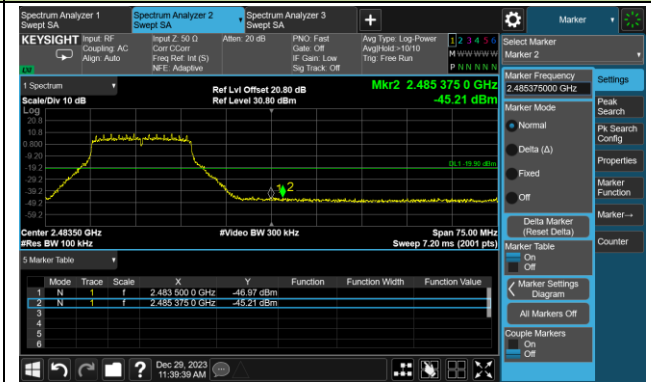 Spectrum Analyzer 1
Swept SA
Spectrum Analyzer 2
Swept SA
Spectrum Analyzer 3
Swept SA
+
Marker
KEYSIGHT
Input: RF
Coupling: AC
Align: Auto
Input Z: 50 Ω
Corr CCorr
Freq Ref: Int (S)
NFE: Adaptive
Atten: 20 dB
PNO: Fast
Gate: Off
IF Gain: Low
Sig Track: Off
Avg Type: Log-Power
Avg|Hold:>10/10
Trig: Free Run
1 2 3 4 5 6
M W W W W W
P N N N N N
Select Marker
Marker 2
1 Spectrum
Scale/Div 10 dB
Log
Ref Lvl Offset 20.80 dB
Ref Level 30.80 dBm
Mkr2 2.485 375 0 GHz
-45.21 dBm
20.8
10.8
0.800
-9.20
-19.2
-29.2
-39.2
-49.2
-59.2
DL1 -19.90 dBm
1
2
Center 2.48350 GHz
#Res BW 100 kHz
#Video BW 300 kHz
Span 75.00 MHz
Sweep 7.20 ms (2001 pts)
5 Marker Table
Mode Trace Scale X Y Function Function Width Function Value
1 N 1 f 2.483 500 0 GHz -46.97 dBm
2 N 1 f 2.485 375 0 GHz -45.21 dBm
3
4
5
6
Marker Frequency
2.485375000 GHz
Marker Mode
Normal
Delta (Δ)
Fixed
Off
Delta Marker
(Reset Delta)
Marker Table
On
Off
Marker Settings
Diagram
All Markers Off
Couple Markers
On
Off
Settings
Peak
Search
Pk Search
Config
Properties
Marker
Function
Marker→
Counter
?
Dec 29, 2023
11:39:39 AM